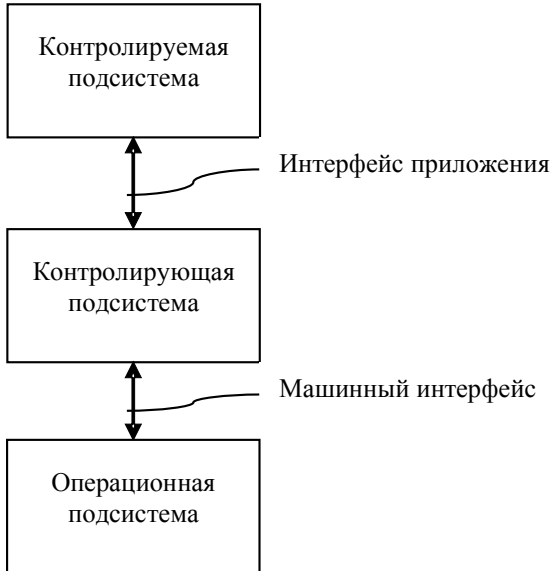 Контролируемая
подсистема
Интерфейс приложения
Контролирующая
подсистема
Машинный интерфейс
Операционная
подсистема